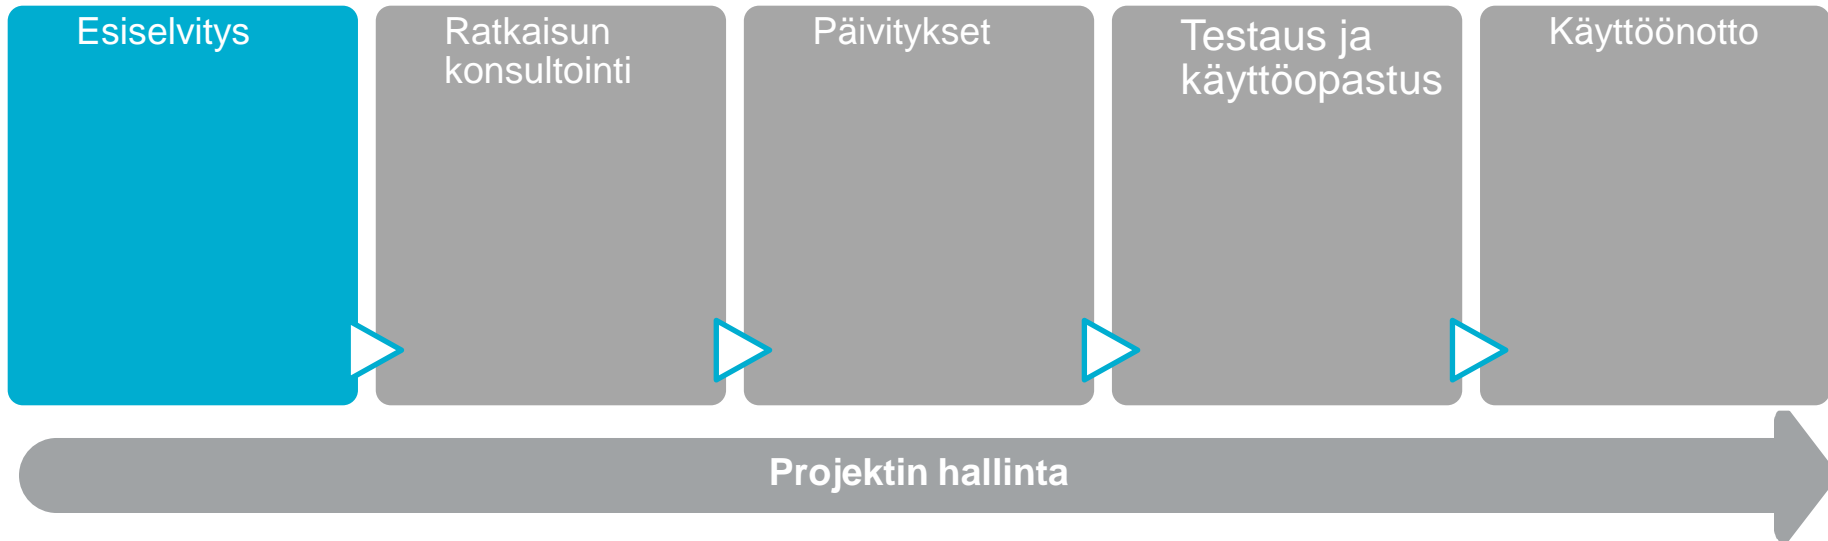 Esiselvitys
Ratkaisun
konsultointi
Päivitykset
Testaus ja
käyttöopastus
Käyttöönotto
Projektin hallinta